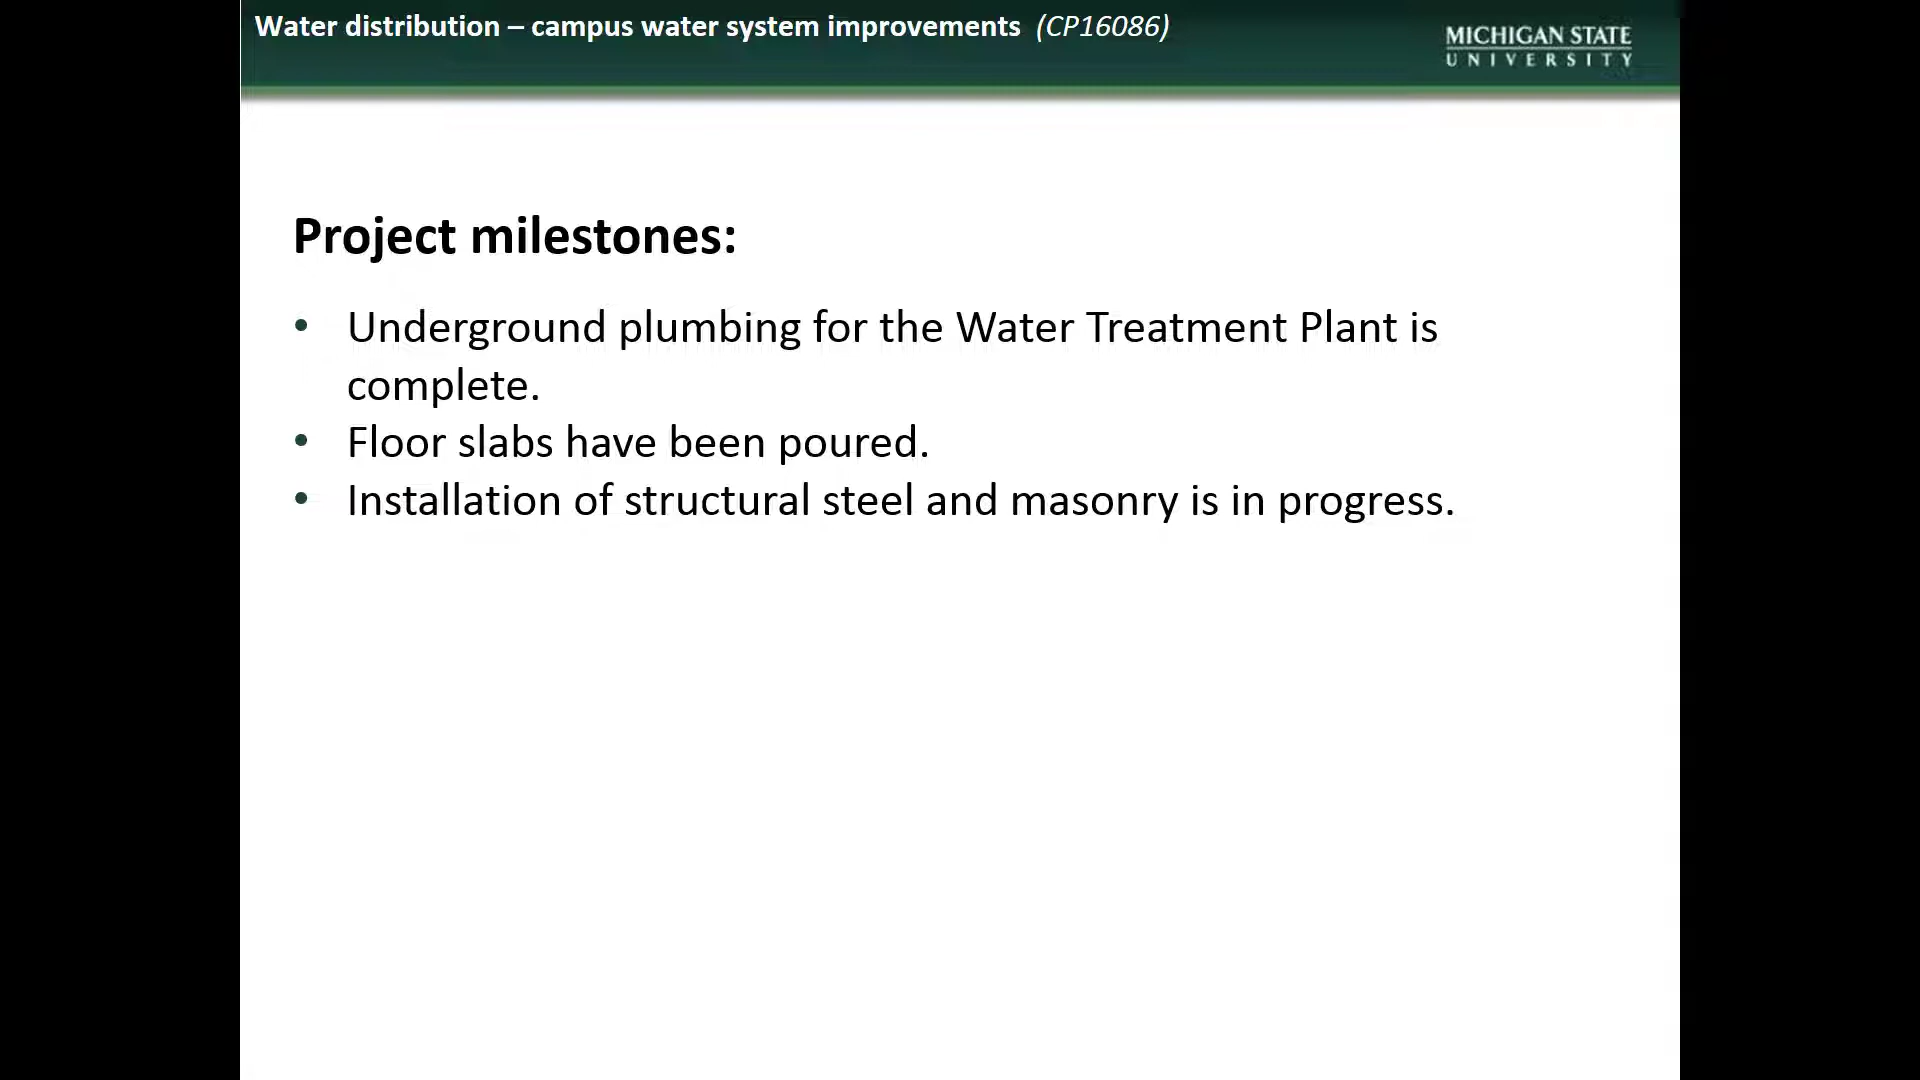 Water distribution – campus water system improvements (CP16086)
MICHIGAN STATE
UNIVERSITY
Project milestones:
• Underground plumbing for the Water Treatment Plant is
complete.
• Floor slabs have been poured.
• Installation of structural steel and masonry is in progress.